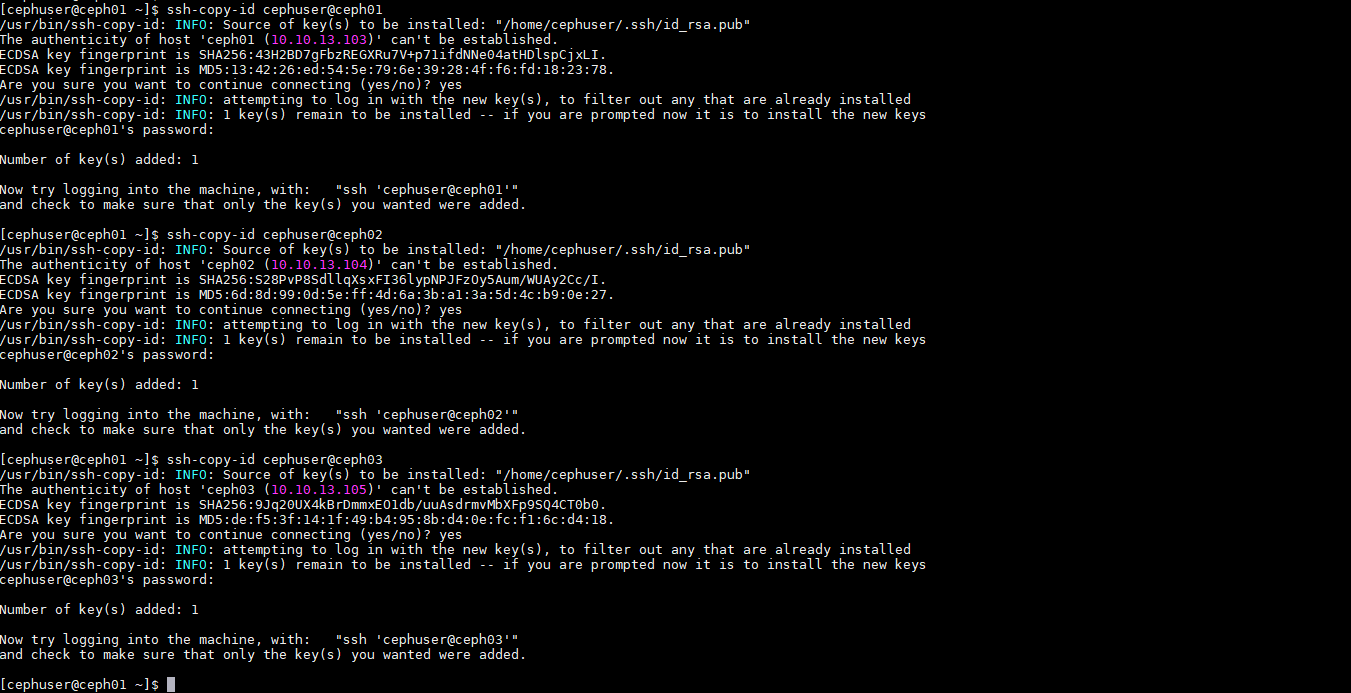 [cephuser@ceph01 ~]$ ssh-copy-id cephuser@ceph01
/usr/bin/ssh-copy-id: INFO: Source of key(s) to be installed: "/home/cephuser/.ssh/id_rsa.pub"
The authenticity of host 'ceph01 (10.10.13.103)' can't be established.
ECDSA key fingerprint is SHA256:43H2BD7gFbzREGXRu7V+p71ifdNNe04atHDlspCjxLI.
ECDSA key fingerprint is MD5:13:42:26:ed:54:5e:79:6e:39:28:4f:f6:fd:18:23:78.
Are you sure you want to continue connecting (yes/no)? yes
/usr/bin/ssh-copy-id: INFO: attempting to log in with the new key(s), to filter out any that are already installed
/usr/bin/ssh-copy-id: INFO: 1 key(s) remain to be installed -- if you are prompted now it is to install the new keys
cephuser@ceph01's password:
Number of key(s) added: 1
Now try logging into the machine, with:   "ssh 'cephuser@ceph01'"
and check to make sure that only the key(s) you wanted were added.
[cephuser@ceph01 ~]$ ssh-copy-id cephuser@ceph02
/usr/bin/ssh-copy-id: INFO: Source of key(s) to be installed: "/home/cephuser/.ssh/id_rsa.pub"
The authenticity of host 'ceph02 (10.10.13.104)' can't be established.
ECDSA key fingerprint is SHA256:S28PvP8SdllqXsxFI36lypNPJFzOy5Aum/WUAy2Cc/I.
ECDSA key fingerprint is MD5:6d:8d:99:0d:5e:ff:4d:6a:3b:a1:3a:5d:4c:b9:0e:27.
Are you sure you want to continue connecting (yes/no)? yes
/usr/bin/ssh-copy-id: INFO: attempting to log in with the new key(s), to filter out any that are already installed
/usr/bin/ssh-copy-id: INFO: 1 key(s) remain to be installed -- if you are prompted now it is to install the new keys
cephuser@ceph02's password:
Number of key(s) added: 1
Now try logging into the machine, with:   "ssh 'cephuser@ceph02'"
and check to make sure that only the key(s) you wanted were added.
[cephuser@ceph01 ~]$ ssh-copy-id cephuser@ceph03
/usr/bin/ssh-copy-id: INFO: Source of key(s) to be installed: "/home/cephuser/.ssh/id_rsa.pub"
The authenticity of host 'ceph03 (10.10.13.105)' can't be established.
ECDSA key fingerprint is SHA256:9Jq20UX4kBrDmmxEO1db/uuAsdrmvMbXFp9SQ4CT0b0.
ECDSA key fingerprint is MD5:de:f5:3f:14:1f:49:b4:95:8b:d4:0e:fc:f1:6c:d4:18.
Are you sure you want to continue connecting (yes/no)? yes
/usr/bin/ssh-copy-id: INFO: attempting to log in with the new key(s), to filter out any that are already installed
/usr/bin/ssh-copy-id: INFO: 1 key(s) remain to be installed -- if you are prompted now it is to install the new keys
cephuser@ceph03's password:
Number of key(s) added: 1
Now try logging into the machine, with:   "ssh 'cephuser@ceph03'"
and check to make sure that only the key(s) you wanted were added.
[cephuser@ceph01 ~]$